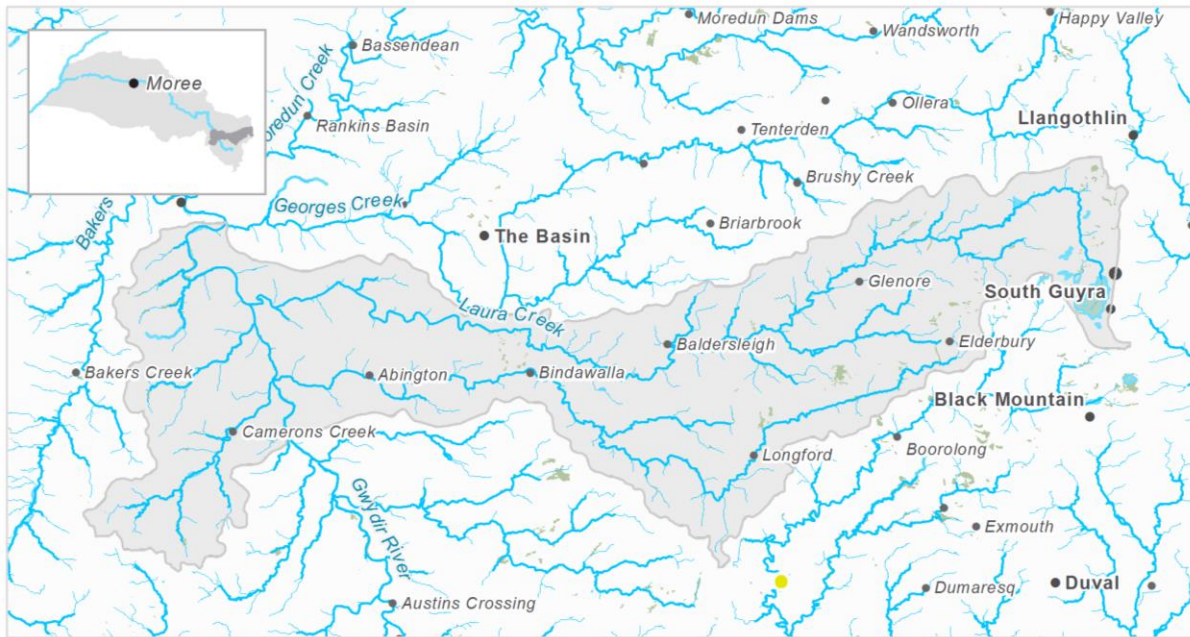 Moredun Dams
Happy Valley
Wandsworth
Bassendean
Moree
Ollera
Rankins Basin
oredun Creek
Tenterden
Llangothlin
Brushy Creek
Georges Creek
Bakers
The Basin
Briarbrook
Glenore
South Guyra
Laura Creek
Baldersleigh
Elderbury
Bakers Creek
Abington
Bindawalla
Black Mountain
Camerons Creek
Longford
Boorolong
Gwydir River
Exmouth
Duval
Dumaresq
Austins Crossing